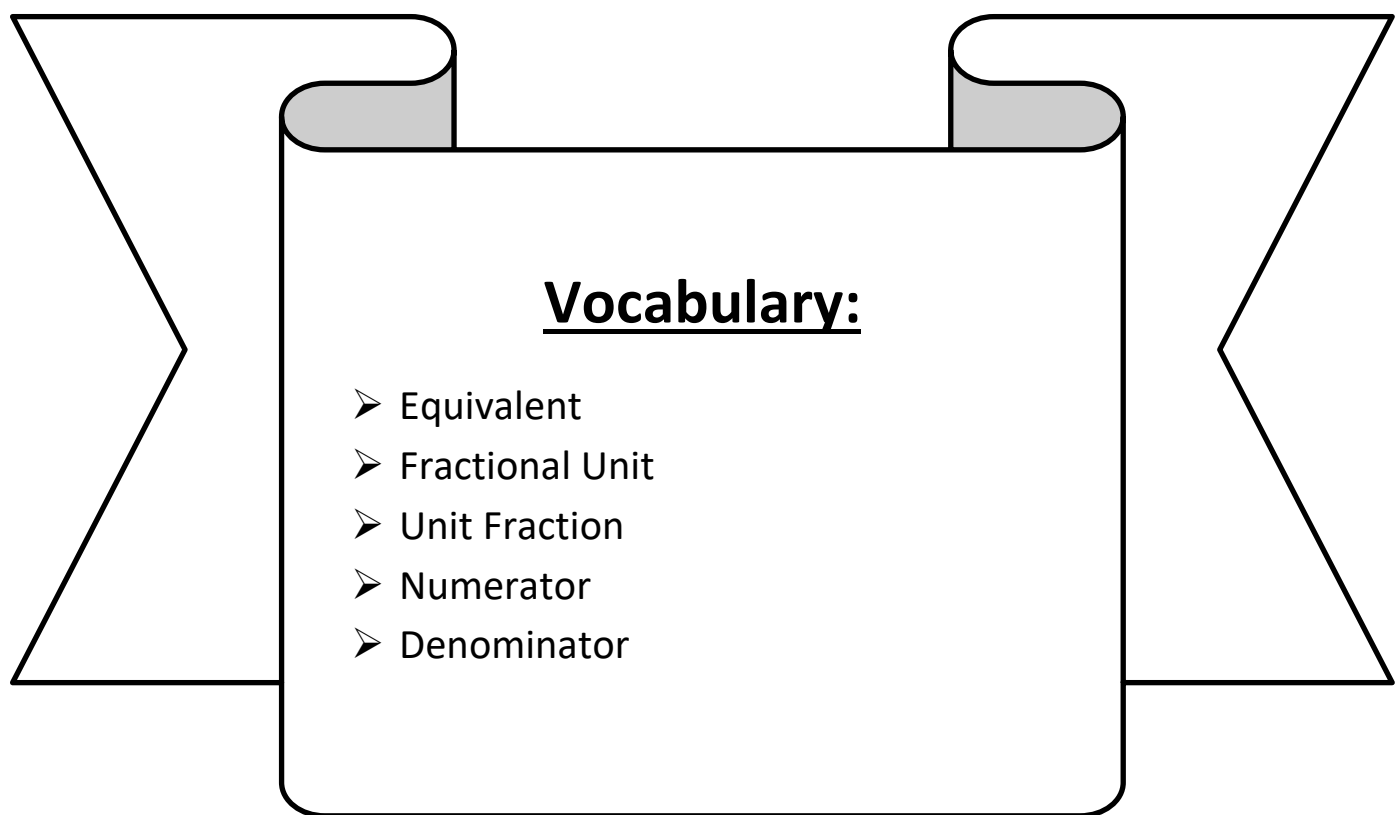 Vocabulary:
➢ Equivalent
➢ Fractional Unit
➢ Unit Fraction
➢ Numerator
➢ Denominator